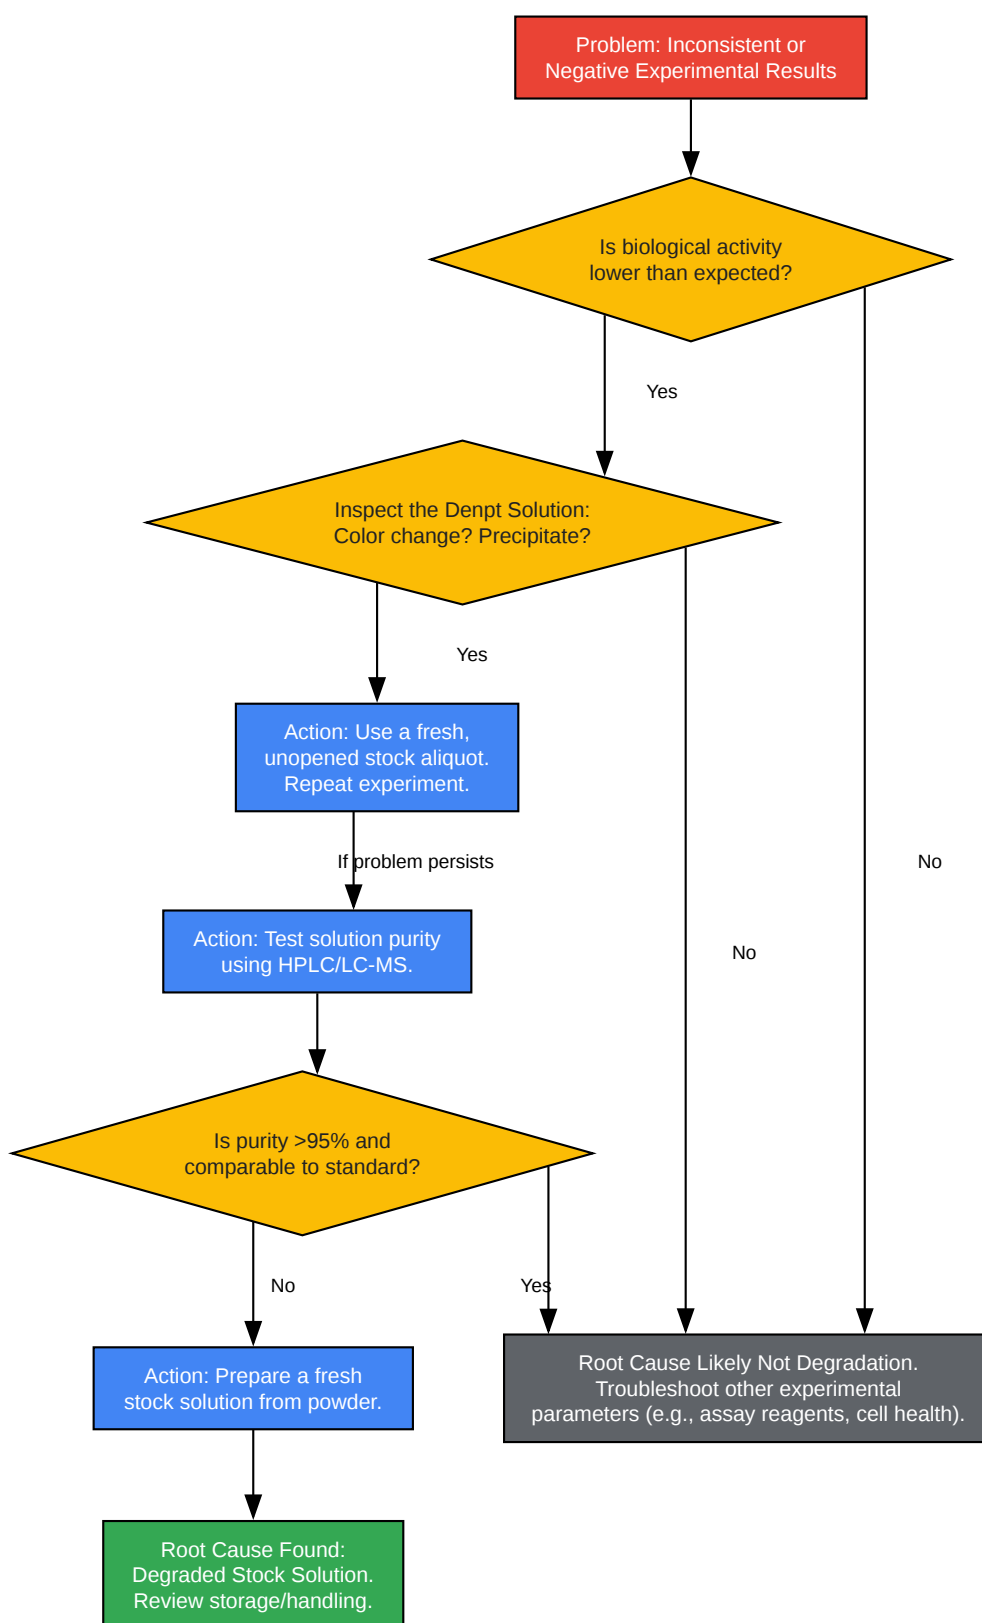 Problem: Inconsistent or
Negative Experimental Results
Is biological activity
lower than expected?
Yes
Inspect the Denpt Solution:
Color change? Precipitate?
Yes
Action: Use a fresh,
unopened stock aliquot.
Repeat experiment.
If problem persists
No
Action: Test solution purity
using HPLC/LC-MS.
No
Is purity >95% and
comparable to standard?
No
Yes
Action: Prepare a fresh
stock solution from powder.
Root Cause Likely Not Degradation.
Troubleshoot other experimental
parameters (e.g., assay reagents, cell health).
Root Cause Found:
Degraded Stock Solution.
Review storage/handling.